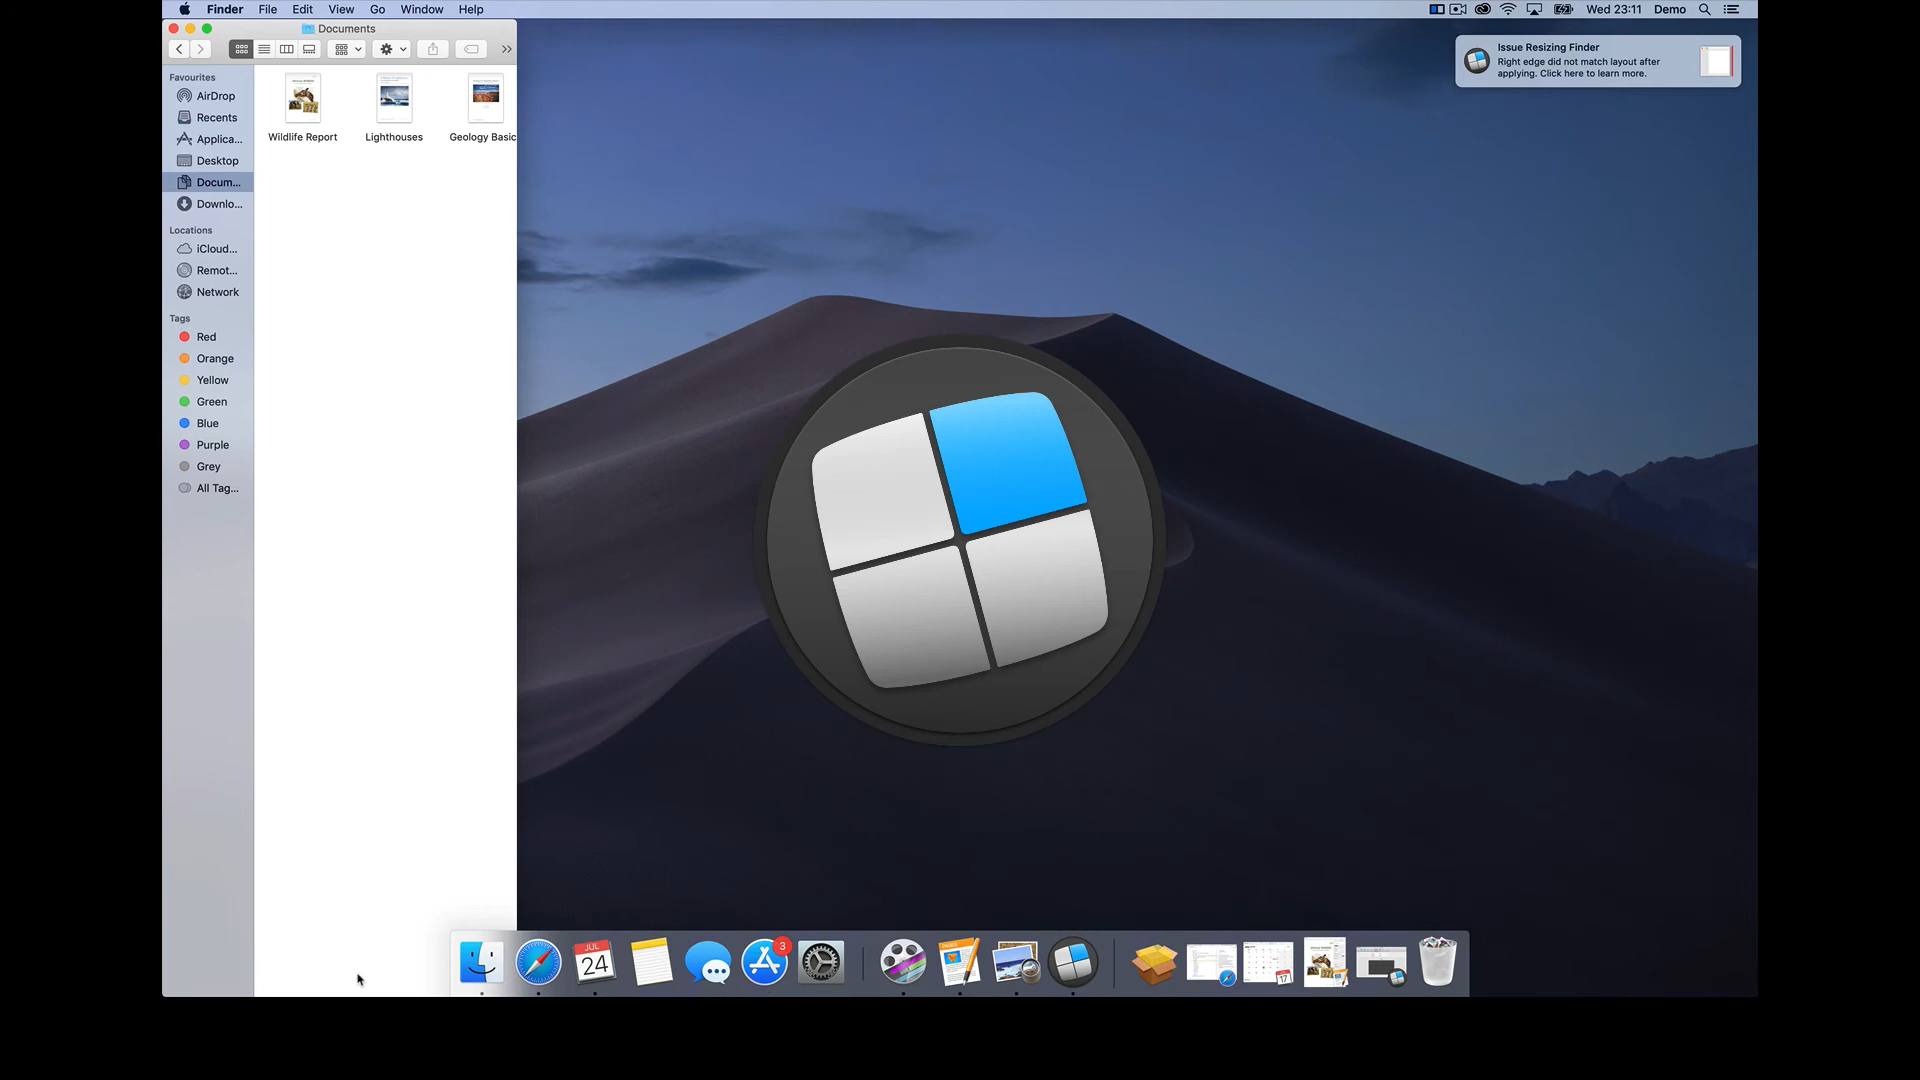 Finder File Edit View Go Window Help
Wed 23:11 Demo
Documents
Issue Resizing Finder
Right edge did not match layout after
applying. Click here to learn more.
Favourites
AirDrop
Recents
Applica...
Desktop
Docum...
Downlo...
Locations
iCloud...
Remot...
Network
Tags
Red
Orange
Yellow
Green
Blue
Purple
Grey
All Tag...
Wildlife Report
Lighthouses
Geology Basic
JUL
24
3
PAGES
17